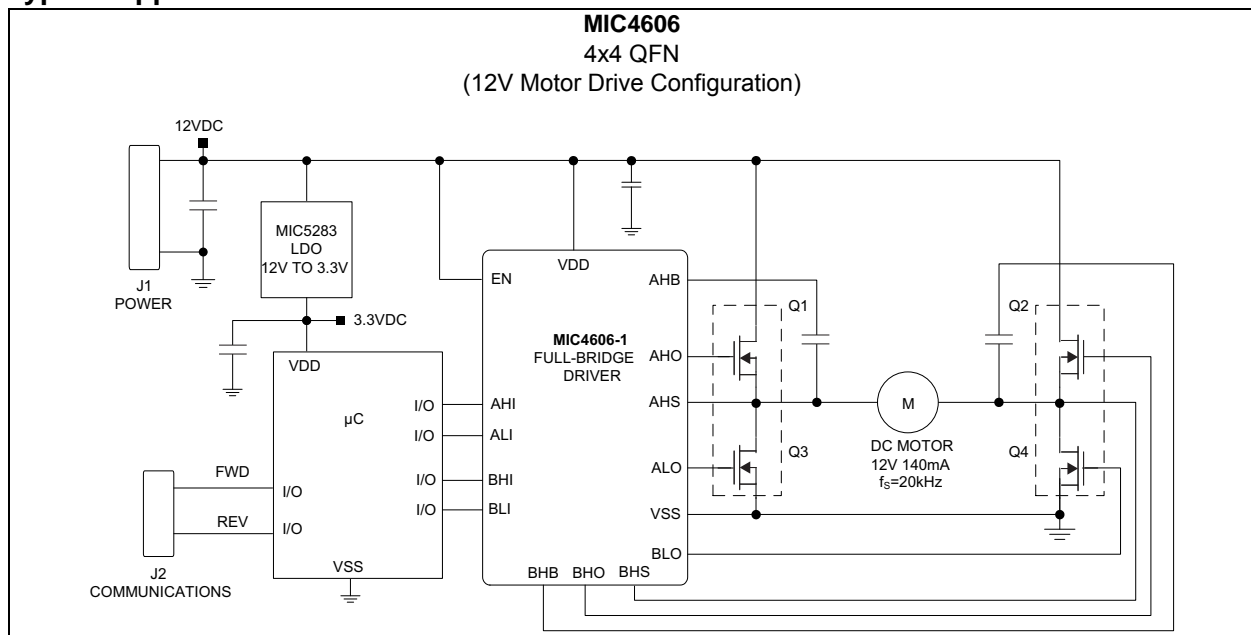 MIC4606
4x4 QFN
(12V Motor Drive Configuration)
12VDC
J1
POWER
MIC5283
LDO
12V TO 3.3V
3.3VDC
VDD
µC
I/O
I/O
I/O
I/O
FWD
I/O
REV
I/O
VSS
J2
COMMUNICATIONS
VDD
EN
AHB
MIC4606-1
FULL-BRIDGE
DRIVER
AHO
AHI
AHS
ALI
ALO
BHI
BLI
VSS
BLO
BHB
BHO
BHS
Q1
Q2
Q3
Q4
M
DC MOTOR
12V 140mA
fS=20kHz